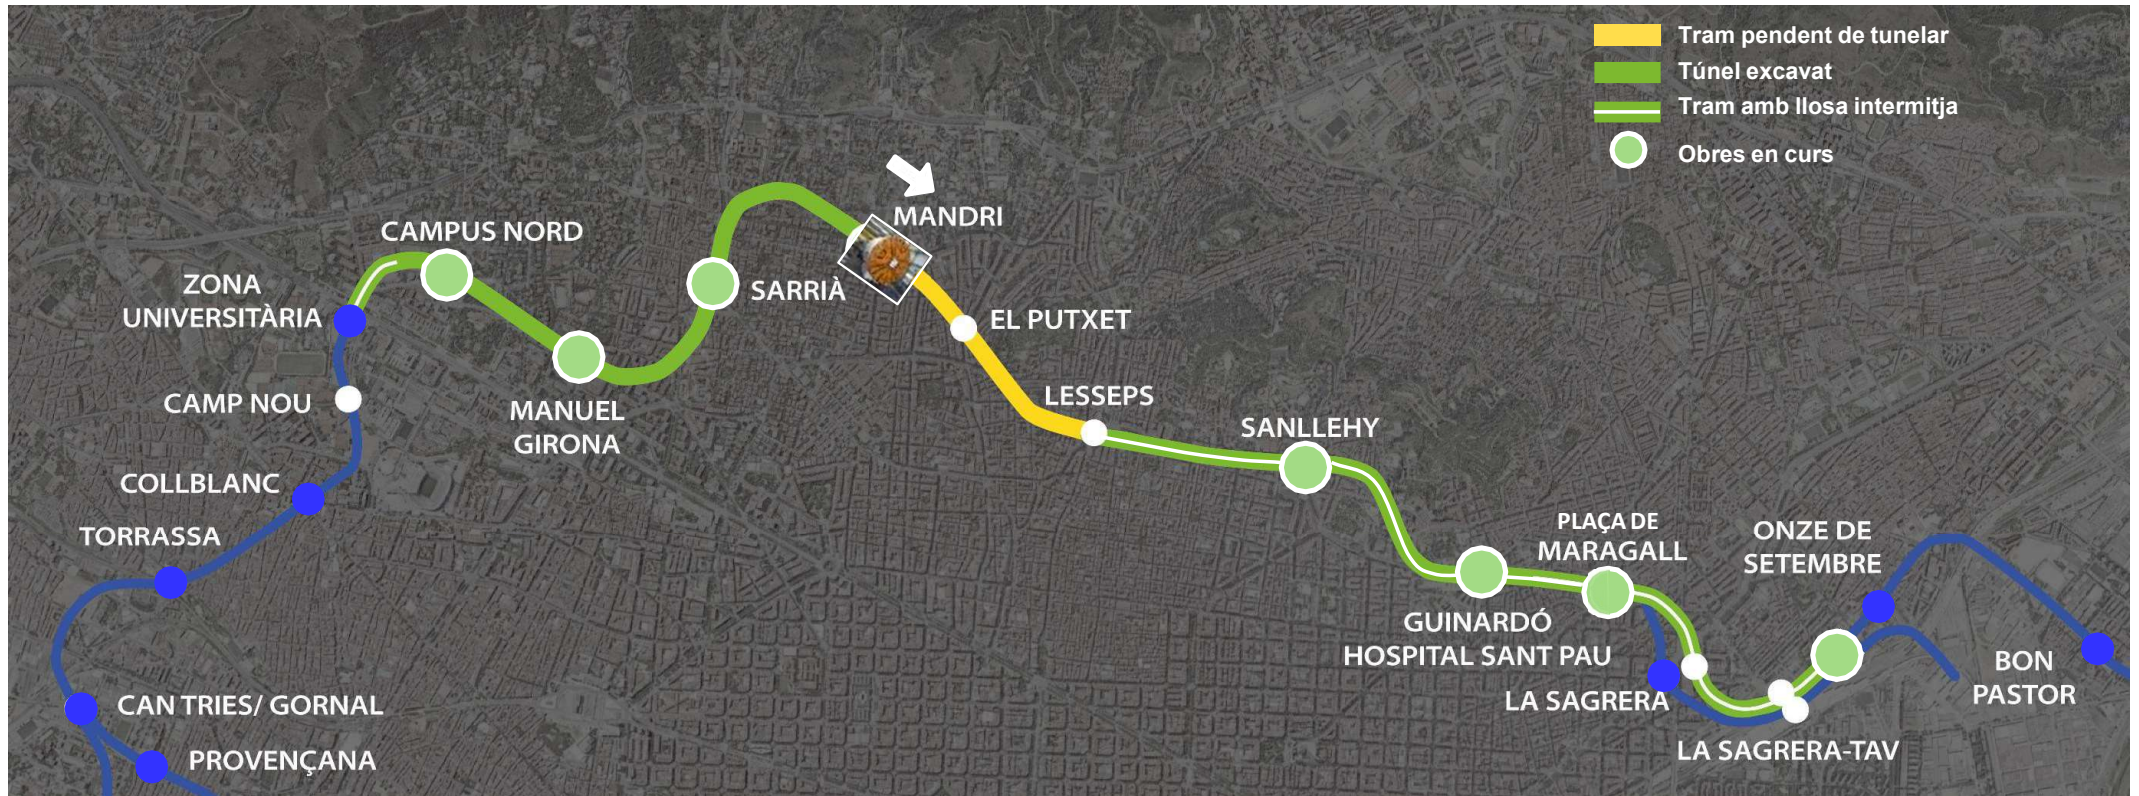 Tram pendent de tunelar
Túnel excavat
Tram amb llosa intermitja
Obres en curs
MANDRI
CAMPUS NORD
ZONA
UNIVERSITÀRIA
SARRIÀ
EL PUTXET
CAMP NOU
MANUEL
GIRONA
LESSEPS
SANLLEHY
COLLBLANC
TORRASSA
PLAÇA DE
MARAGALL
ONZE DE
SETEMBRE
GUINARDÓ
HOSPITAL SANT PAU
LA SAGRERA
BON
PASTOR
CAN TRIES/ GORNAL
PROVENÇANA
LA SAGRERA-TAV